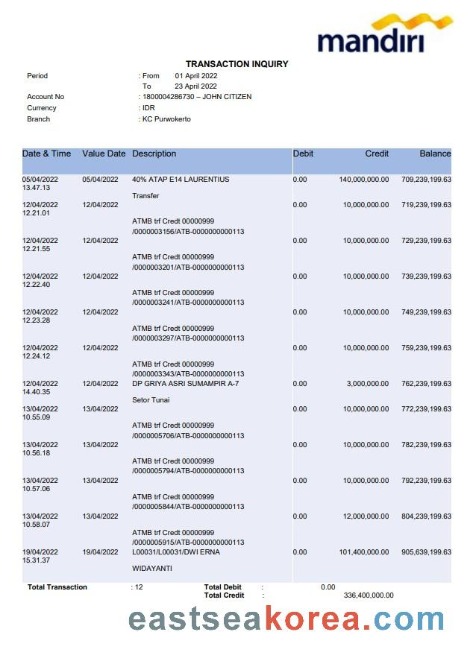 mandiri
TRANSACTION INQUIRY
Period : From 01 April 2022
To 23 April 2022
Account No : 1800004286730 – JOHN CITIZEN
Currency : IDR
Branch : KC Purwokerto
Date & Time Value Date Description Debit Credit Balance
05/04/2022 05/04/2022 40% ATAP E14 LAURENTIUS 0.00 140,000,000.00 709,239,199.63
13.47.13
Transfer
12/04/2022 12/04/2022 0.00 10,000,000.00 719,239,199.63
12.21.01
ATMB trf Credt 00000999
/0000003156/ATB-0000000000113
12/04/2022 12/04/2022 0.00 10,000,000.00 729,239,199.63
12.21.55
ATMB trf Credt 00000999
/0000003201/ATB-0000000000113
12/04/2022 12/04/2022 0.00 10,000,000.00 739,239,199.63
12.22.40
ATMB trf Credt 00000999
/0000003241/ATB-0000000000113
12/04/2022 12/04/2022 0.00 10,000,000.00 749,239,199.63
12.23.28
ATMB trf Credt 00000999
/0000003297/ATB-0000000000113
12/04/2022 12/04/2022 0.00 10,000,000.00 759,239,199.63
12.24.12
ATMB trf Credt 00000999
/0000003343/ATB-0000000000113
12/04/2022 12/04/2022 DP GRIYA ASRI SUMAMPIR A-7 0.00 3,000,000.00 762,239,199.63
14.40.35
Setor Tunai
13/04/2022 13/04/2022 0.00 10,000,000.00 772,239,199.63
10.55.09
ATMB trf Credt 00000999
/0000005706/ATB-0000000000113
13/04/2022 13/04/2022 0.00 10,000,000.00 782,239,199.63
10.56.18
ATMB trf Credt 00000999
/0000005794/ATB-0000000000113
13/04/2022 13/04/2022 0.00 10,000,000.00 792,239,199.63
10.57.06
ATMB trf Credt 00000999
/0000005844/ATB-0000000000113
13/04/2022 13/04/2022 0.00 12,000,000.00 804,239,199.63
10.58.07
ATMB trf Credt 00000999
/0000005915/ATB-0000000000113
19/04/2022 19/04/2022 L00031/L00031/DWI ERNA 0.00 101,400,000.00 905,639,199.63
15.31.37
WIDAYANTI
Total Transaction : 12 Total Debit : 0.00
Total Credit : 336,400,000.00
eastseakorea.com